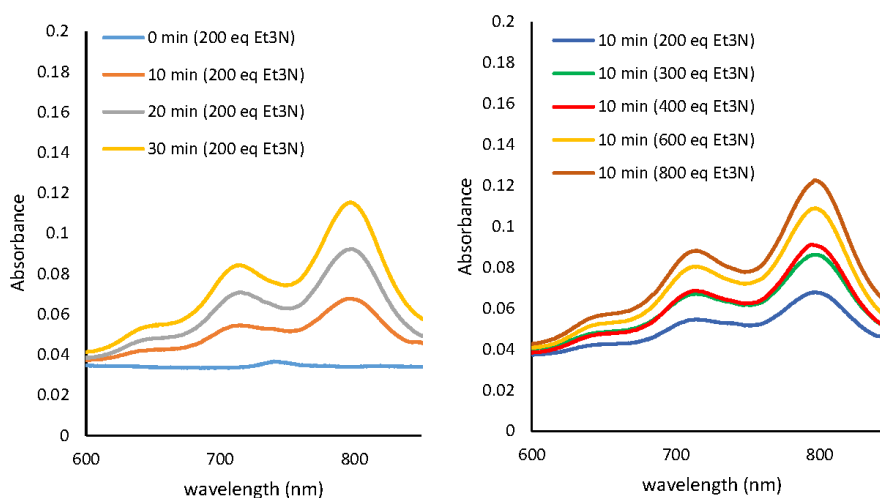 0.2
0.18
0.16
0.14
0.12
0.1
0.08
0.06
0.04
0.02
0
Absorbance
0 min (200 eq Et3N)
10 min (200 eq Et3N)
20 min (200 eq Et3N)
30 min (200 eq Et3N)
600
700
800
wavelength (nm)
0.2
0.18
0.16
0.14
0.12
0.1
0.08
0.06
0.04
0.02
0
Absorbance
10 min (200 eq Et3N)
10 min (300 eq Et3N)
10 min (400 eq Et3N)
10 min (600 eq Et3N)
10 min (800 eq Et3N)
600
700
800
wavelength (nm)